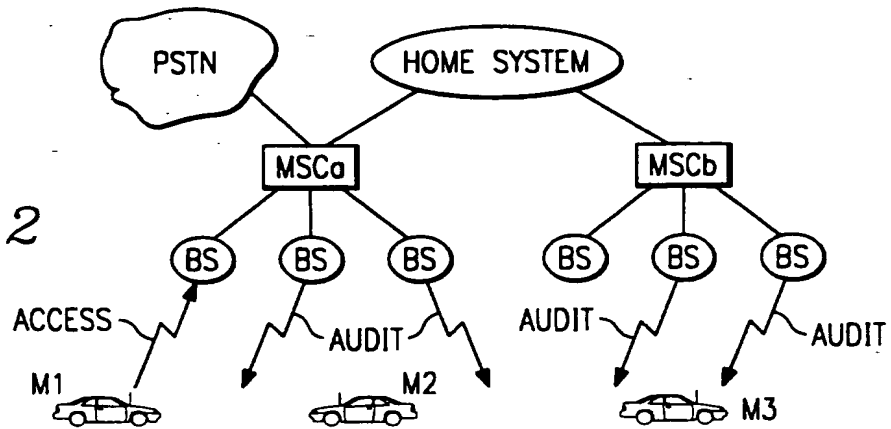 PSTN
HOME SYSTEM
MSCa
MSCb
2
BS
BS
BS
BS
BS
BS
ACCESS
AUDIT
AUDIT
AUDIT
M1
M2
M3